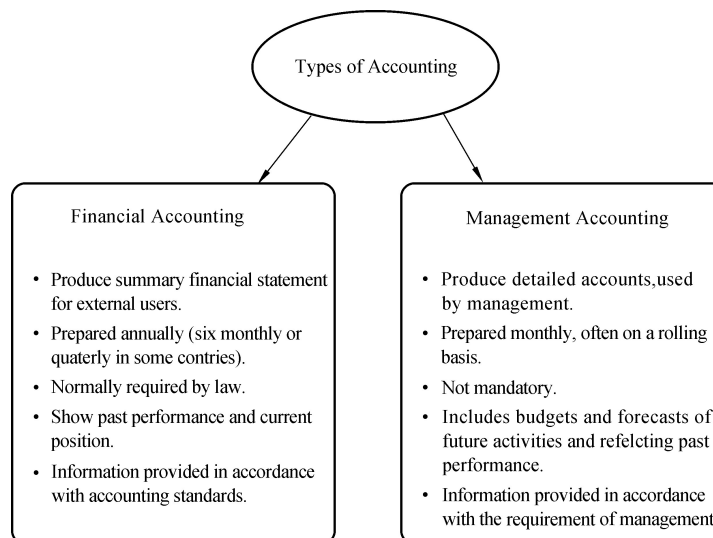 Types of Accounting
Financial Accounting
• Produce summary financial statement
for external users.
• Prepared annually (six monthly or
quaterly in some contries).
• Normally required by law.
• Show past performance and current
position.
• Information provided in accordance
with accounting standards.
Management Accounting
• Produce detailed accounts,used
by management.
• Prepared monthly, often on a rolling
basis.
• Not mandatory.
• Includes budgets and forecasts of
future activities and refelcting past
performance.
• Information provided in accordance
with the requirement of management